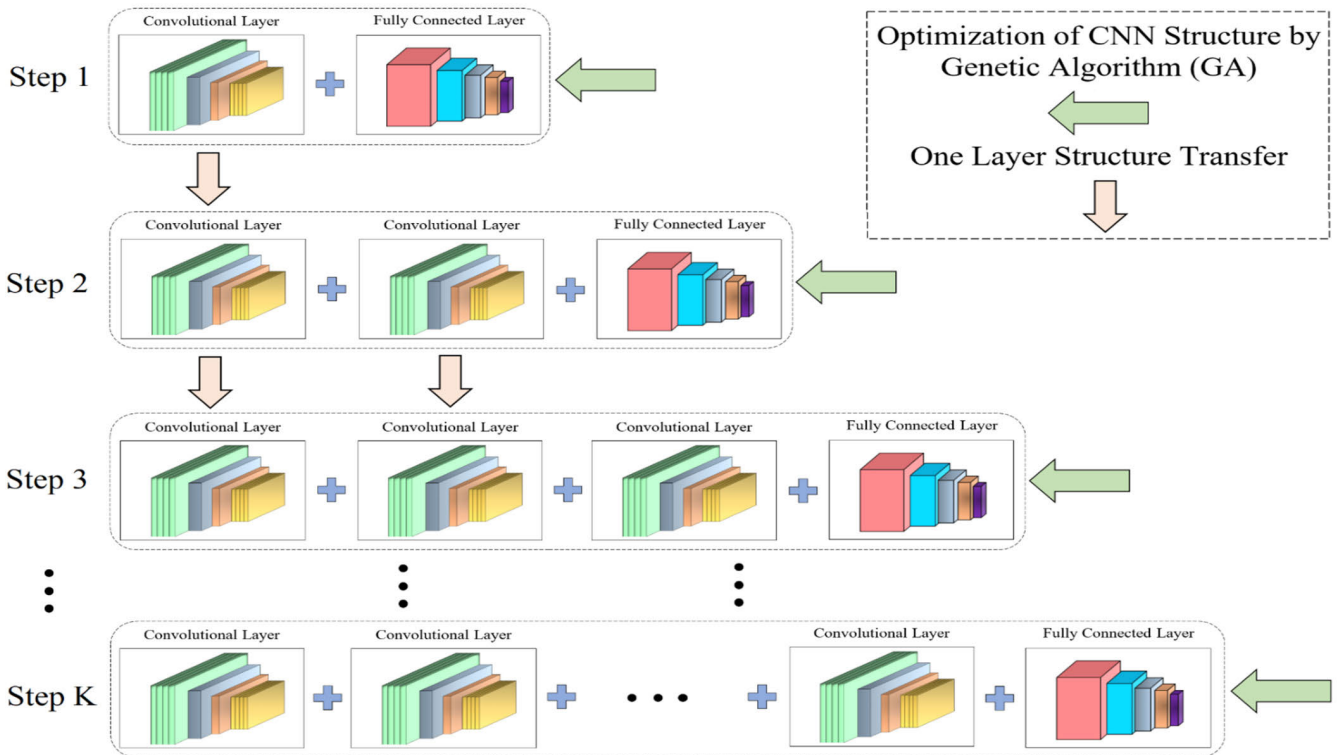 Convolutional Layer
Fully Connected Layer
Step 1
Optimization of CNN Structure by
Genetic Algorithm (GA)
One Layer Structure Transfer
Convolutional Layer
Convolutional Layer
Fully Connected Layer
Step 2
Convolutional Layer
Convolutional Layer
Convolutional Layer
Fully Connected Layer
Step 3
Convolutional Layer
Convolutional Layer
Convolutional Layer
Fully Connected Layer
Step K